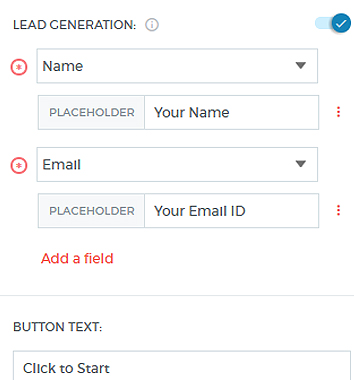 LEAD GENERATION:
Name
PLACEHOLDER Your Name
Email
PLACEHOLDER Your Email ID
Add a field
BUTTON TEXT:
Click to Start